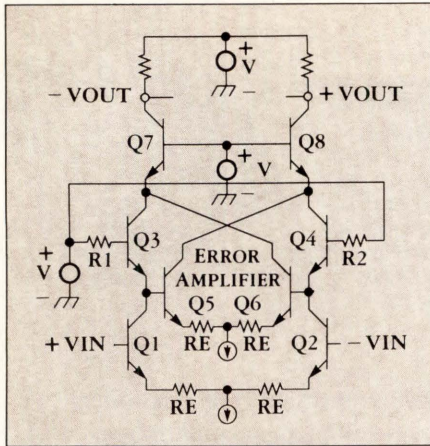 +
V
−
− VOUT
+ VOUT
Q7
Q8
+
V
−
Q3
Q4
+
V
−
R1
R2
ERROR
AMPLIFIER
Q5 Q6
RE RE
+ VIN
Q1
Q2
− VIN
RE RE